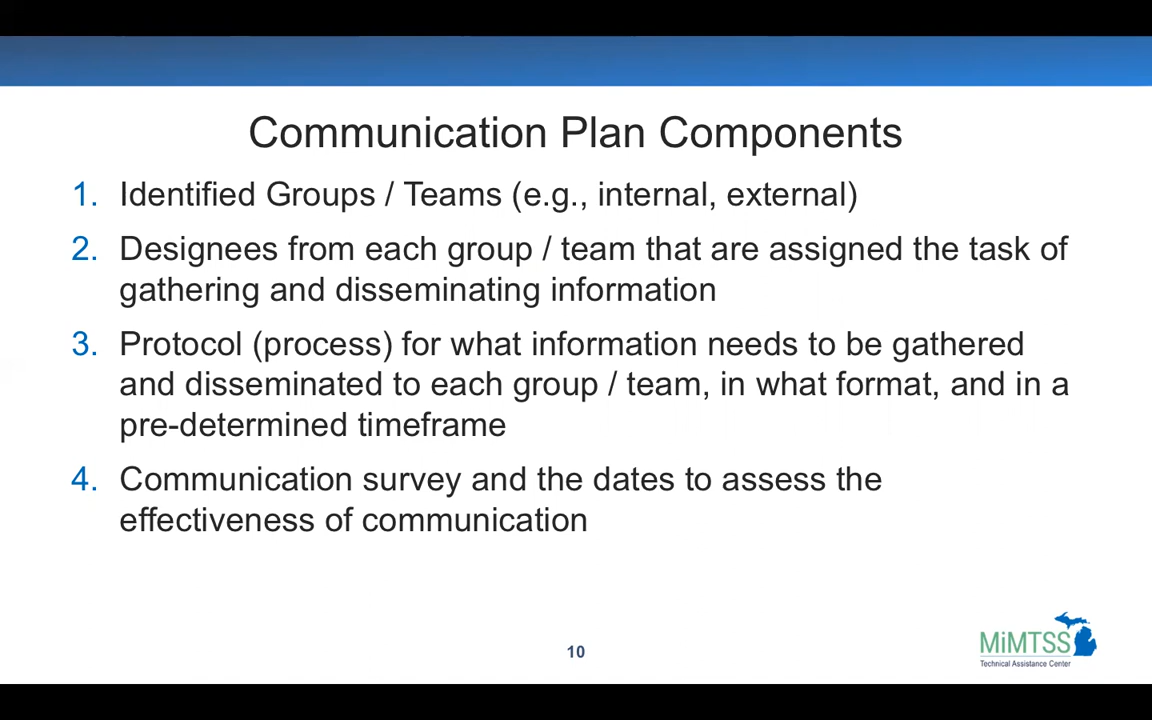 Communication Plan Components
1. Identified Groups / Teams (e.g., internal, external)
2. Designees from each group / team that are assigned the task of
gathering and disseminating information
3. Protocol (process) for what information needs to be gathered
and disseminated to each group / team, in what format, and in a
pre-determined timeframe
4. Communication survey and the dates to assess the
effectiveness of communication
10
MiMTSS
Technical Assistance Center